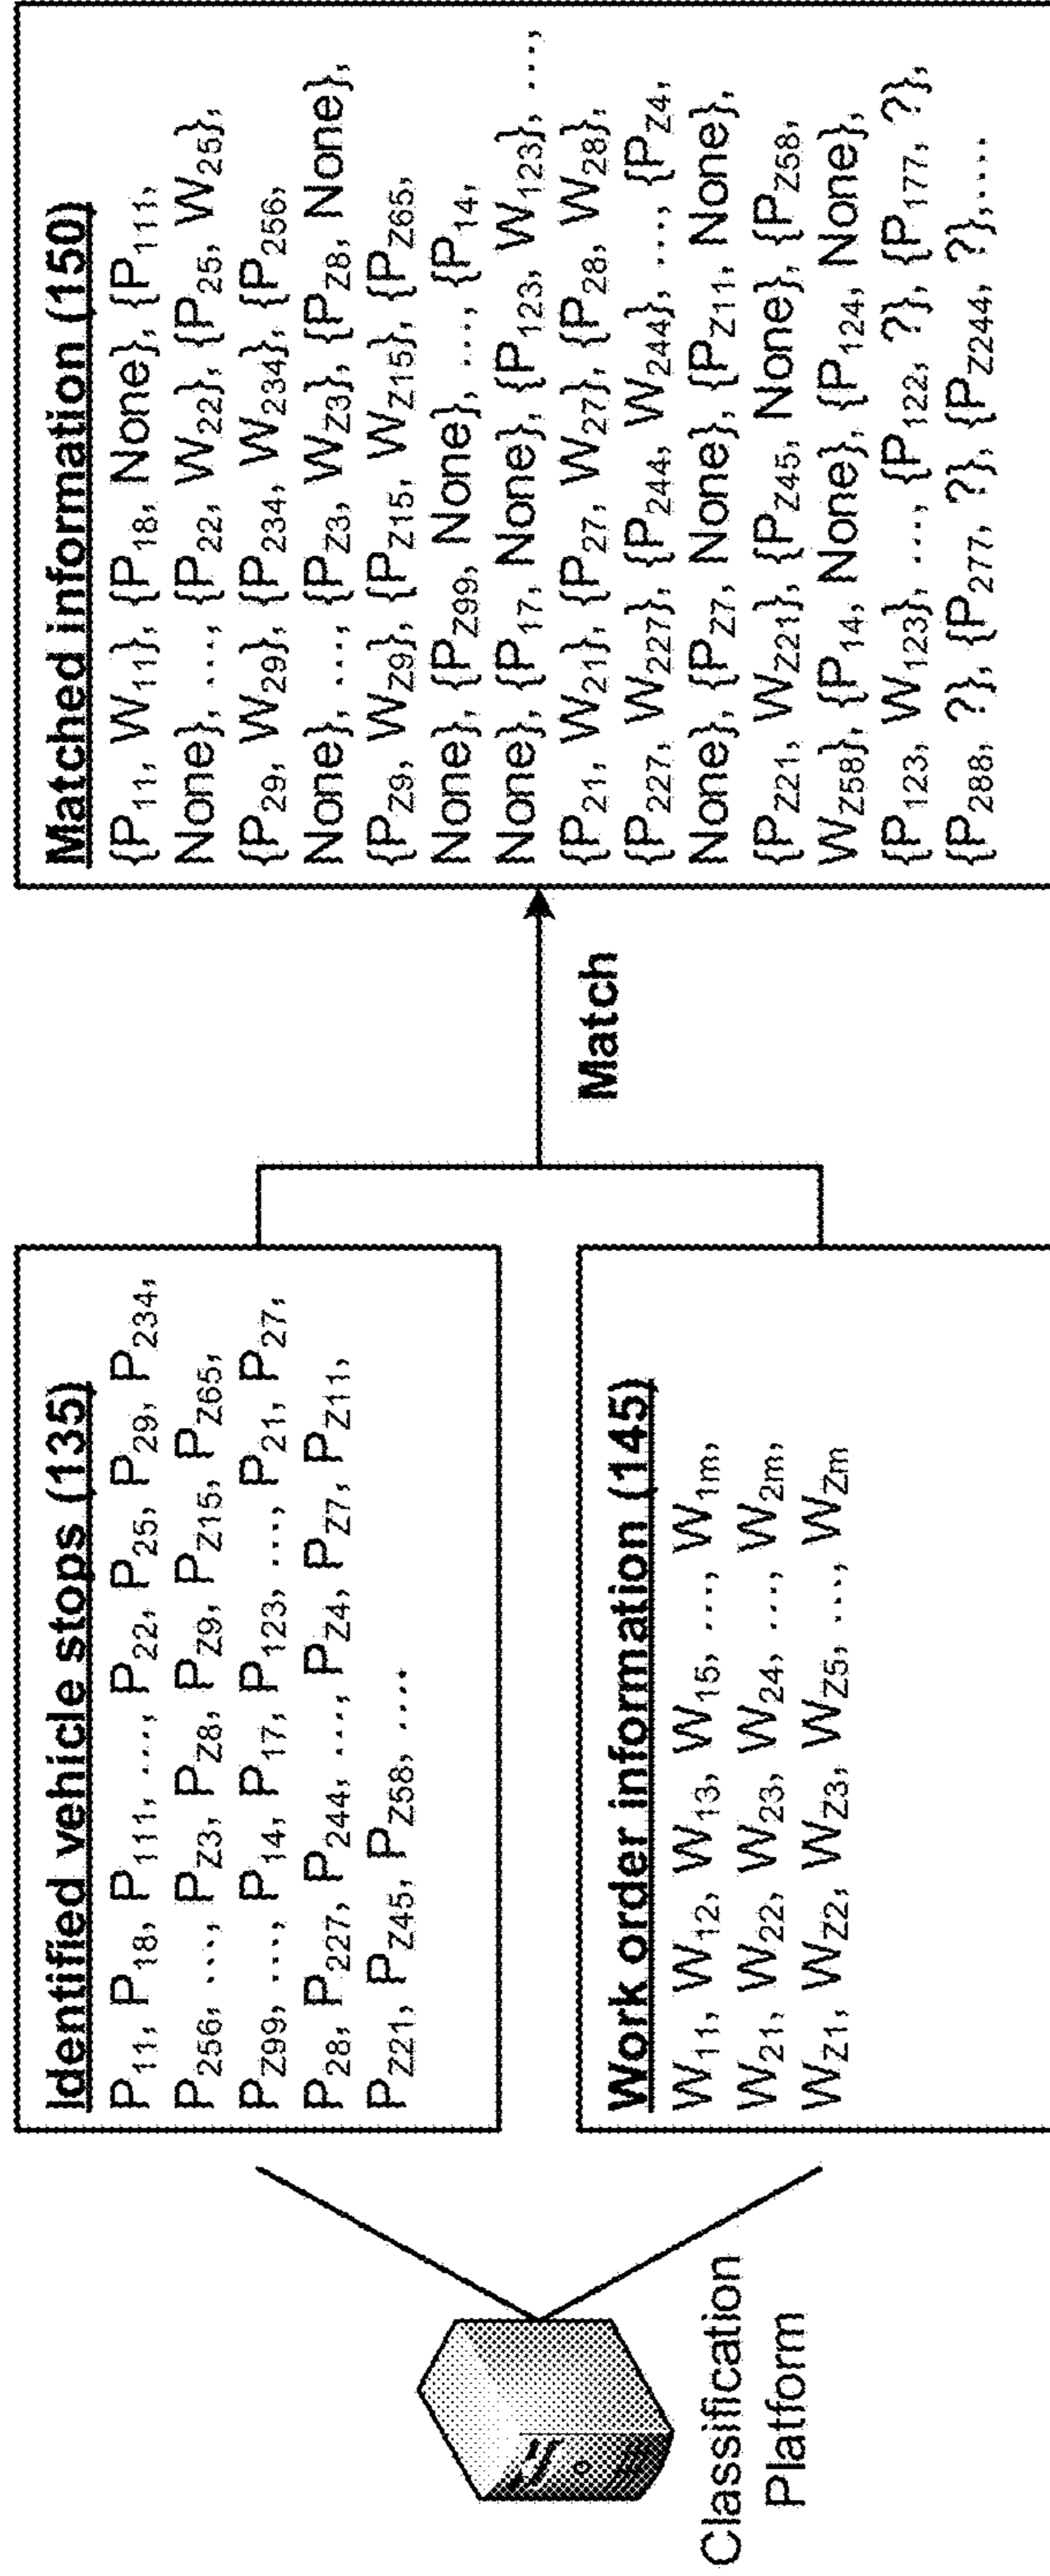 Classification
Platform
Identified vehicle stops (135)
P11, P18, P111, …, P22, P25, P29, P234,
P256, …, PZ3, PZ8, PZ9, PZ15, PZ65,
PZ99, …, P14, P17, P123, …, P21, P27,
P28, P227, P244, …, PZ4, PZ7, PZ11,
PZ21, PZ45, PZ58, ….
Work order information (145)
W11, W12, W13, W15, …, W1m,
W21, W22, W23, W24, …, W2m,
WZ1, WZ2, WZ3, WZ5, …, WZm
Match
Matched information (150)
{P11, W11}, {P18, None}, {P111,
None}, …, {P22, W22}, {P25, W25},
{P29, W29}, {P234, W234}, {P256,
None}, …, {PZ3, WZ3}, {PZ8, None},
{PZ9, WZ9}, {PZ15, WZ15}, {PZ65,
None}, {PZ99, None}, …, {P14,
None}, {P17, None}, {P123, W123}, …,
{P21, W21}, {P27, W27}, {P28, W28},
{P227, W227}, {P244, W244}, …, {PZ4,
None}, {PZ7, None}, {PZ11, None},
{PZ21, WZ21}, {PZ45, None}, {PZ58,
WZ58}, {P14, None}, {P124, None},
{P123, W123}, …, {P122, ?}, {P177, ?},
{P288, ?}, {P277, ?}, {PZ244, ?},….